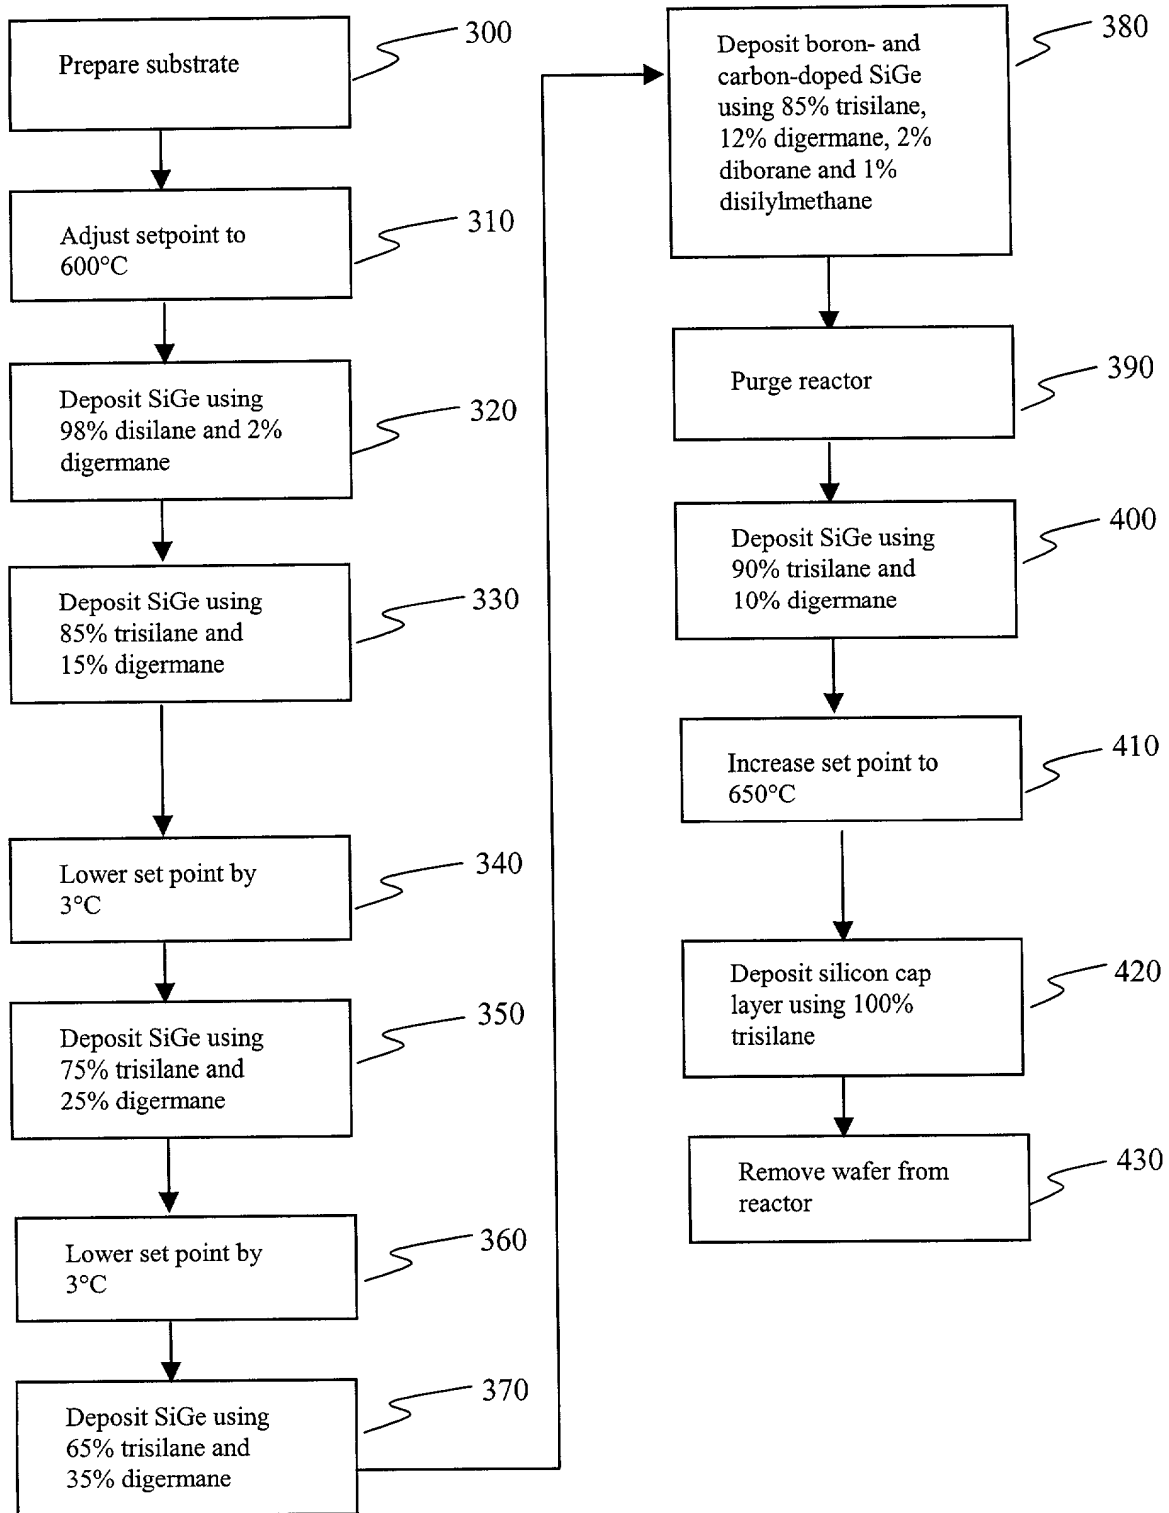 Prepare substrate
300
Adjust setpoint to
600°C
310
Deposit SiGe using
98% disilane and 2%
digermane
320
Deposit SiGe using
85% trisilane and
15% digermane
330
Lower set point by
3°C
340
Deposit SiGe using
75% trisilane and
25% digermane
350
Lower set point by
3°C
360
Deposit SiGe using
65% trisilane and
35% digermane
370
Deposit boron- and
carbon-doped SiGe
using 85% trisilane,
12% digermane, 2%
diborane and 1%
disilylmethane
380
Purge reactor
390
Deposit SiGe using
90% trisilane and
10% digermane
400
Increase set point to
650°C
410
Deposit silicon cap
layer using 100%
trisilane
420
Remove wafer from
reactor
430